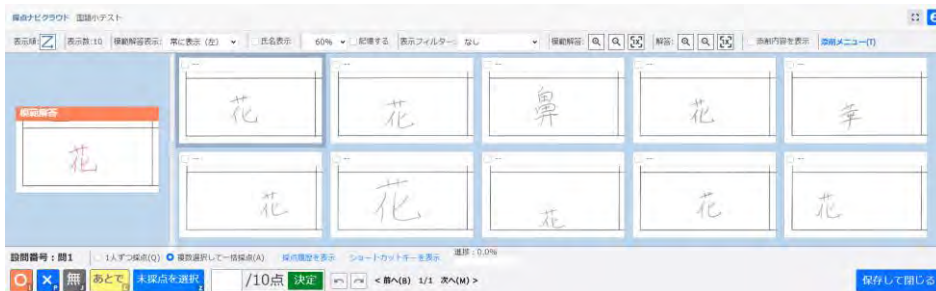 採点ナビクラウド 国語小テスト
表示順: 表示数:10 模範解答表示: 常に表示 (左) 氏名表示 60% 記憶する 表示フィルター: なし 模範解答: 解答: 添削内容を表示 添削メニュー(T)
模範解答
花
花 花 鼻 花 幸
花 花 花 花 花
設問番号:問1 1人ずつ採点(Q) 複数選択して一括採点(A) 採点履歴を表示 ショートカットキーを表示 進捗:0.0%
○ × 無 あとで 未採点を選択 /10点 決定 <前へ(B) 1/1 次へ(M)> 保存して閉じる